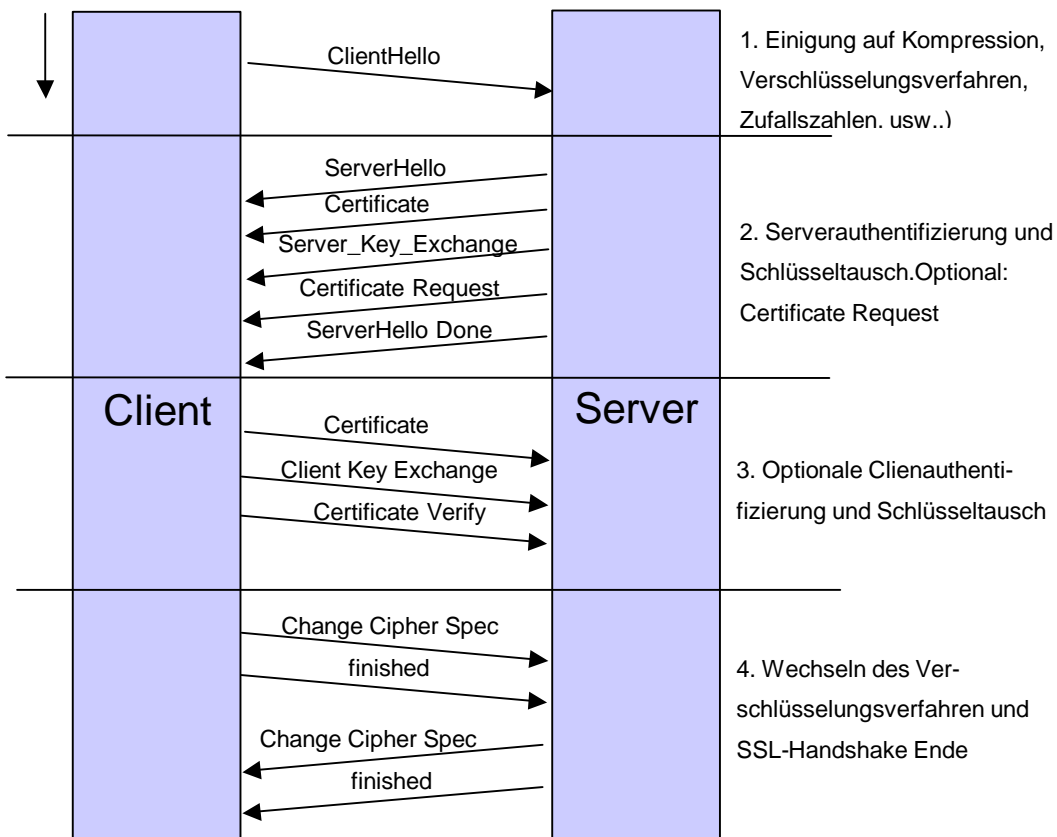 ClientHello
1. Einigung auf Kompression,
Verschlüsselungsverfahren,
Zufallszahlen, usw..)
ServerHello
Certificate
Server_Key_Exchange
Certificate Request
ServerHello Done
2. Serverauthentifizierung und
Schlüsseltausch.Optional:
Certificate Request
Client
Server
Certificate
Client Key Exchange
Certificate Verify
3. Optionale Clienauthenti-
fizierung und Schlüsseltausch
Change Cipher Spec
finished
Change Cipher Spec
finished
4. Wechseln des Ver-
schlüsselungsverfahren und
SSL-Handshake Ende